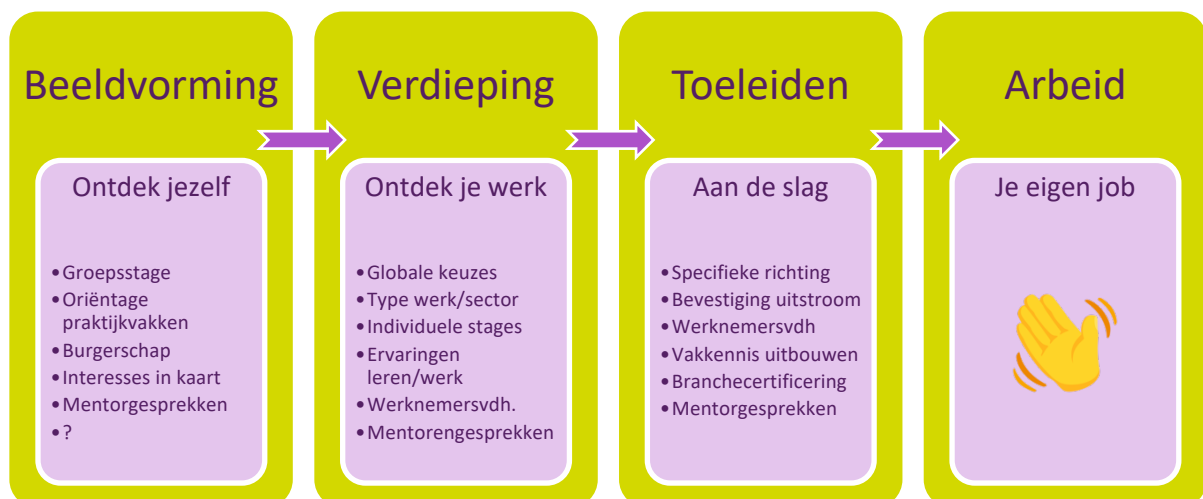 Beeldvorming
Ontdek jezelf
•Groepsstage
•Oriëntage
praktijkvakken
•Burgerschap
•Interesses in kaart
•Mentorgesprekken
•?
Verdieping
Ontdek je werk
•Globale keuzes
•Type werk/sector
•Individuele stages
•Ervaringen
leren/werk
•Werknemersvdh.
•Mentorengesprekken
Toeleiden
Aan de slag
•Specifieke richting
•Bevestiging uitstroom
•Werknemersvdh
•Vakkennis uitbouwen
•Branchecertificering
•Mentorgesprekken
Arbeid
Je eigen job